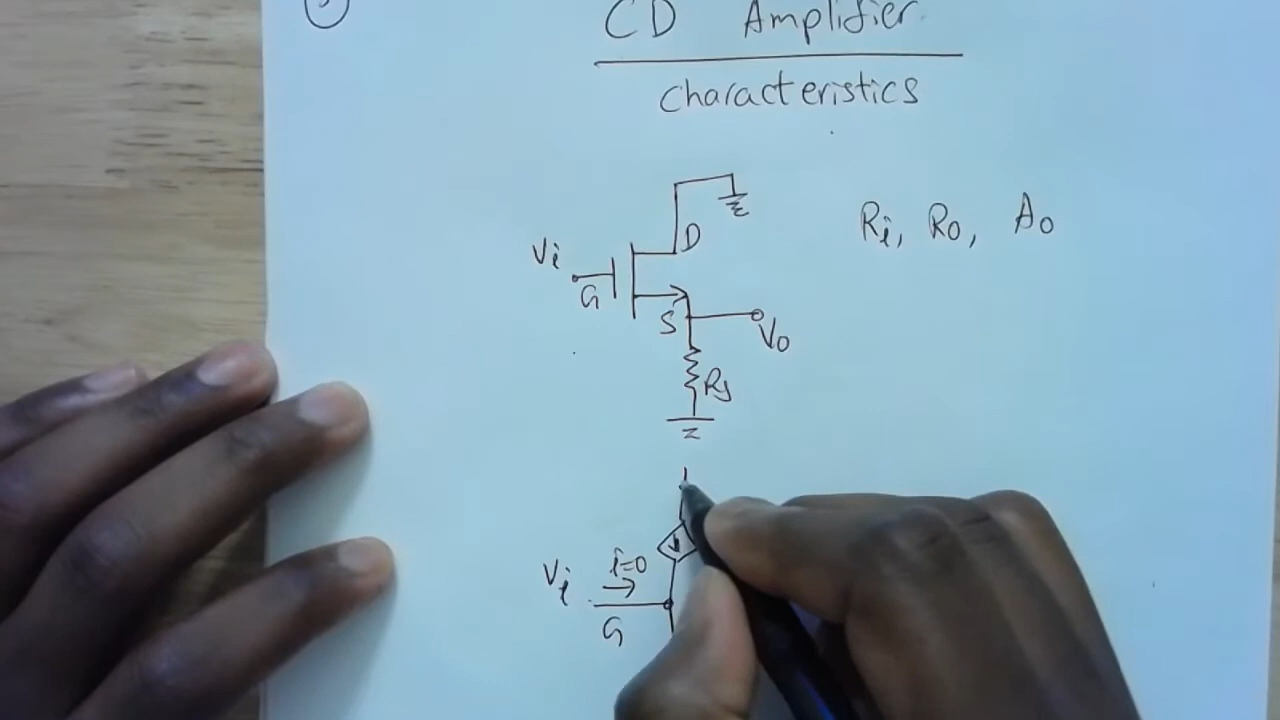 CD Amplifier
Characteristics
D
Ri, Ro, Ao
Vi
G
S
Vo
Rs
Vi
i=0
G